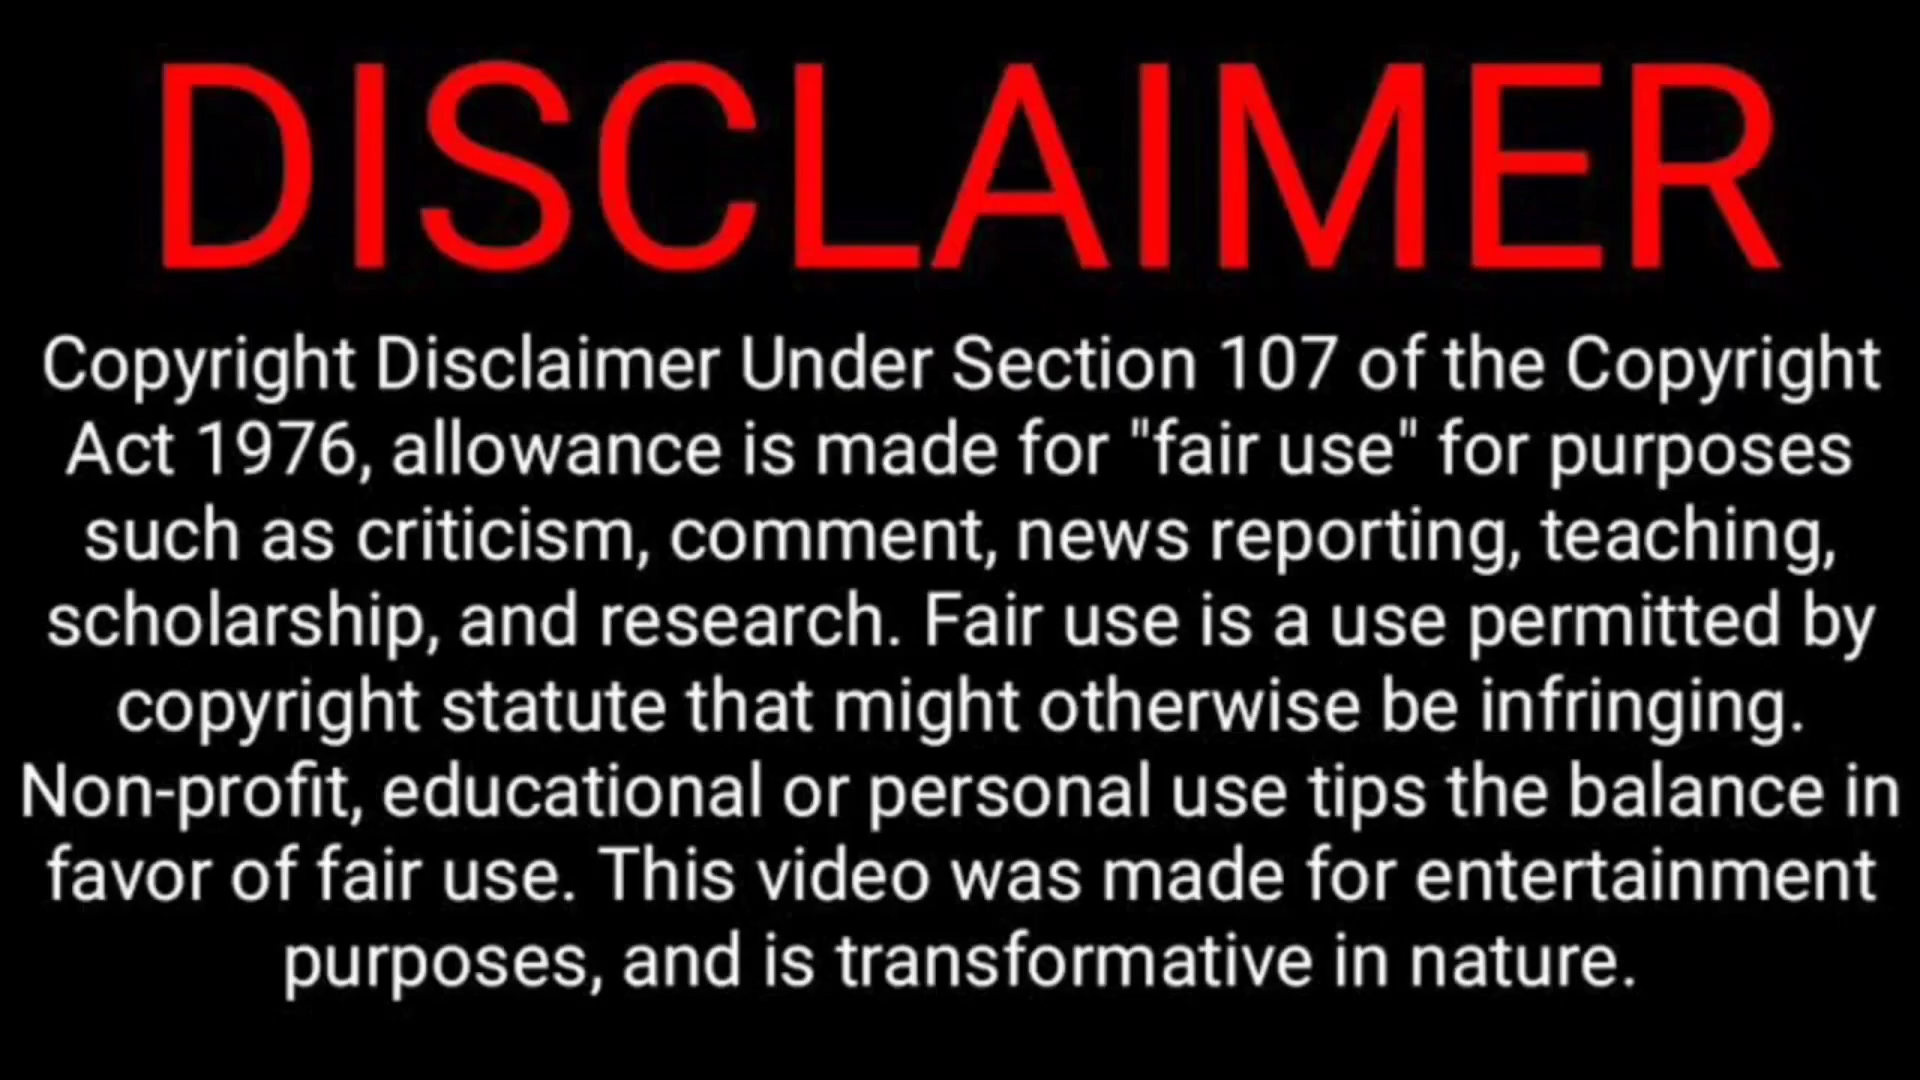 DISCLAIMER
Copyright Disclaimer Under Section 107 of the Copyright
Act 1976, allowance is made for "fair use" for purposes
such as criticism, comment, news reporting, teaching,
scholarship, and research. Fair use is a use permitted by
copyright statute that might otherwise be infringing.
Non-profit, educational or personal use tips the balance in
favor of fair use. This video was made for entertainment
purposes, and is transformative in nature.